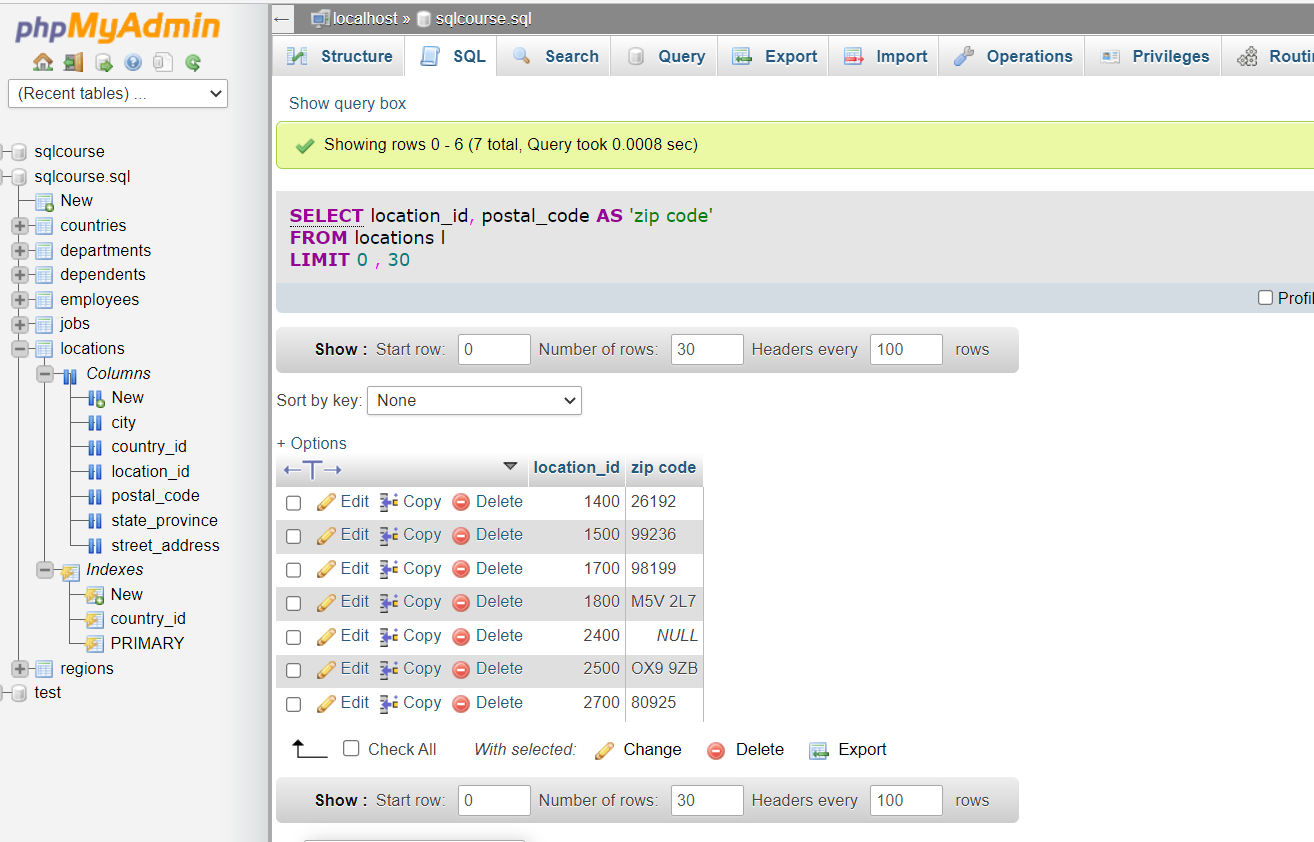 phpMyAdmin
(Recent tables) ...
sqlcourse
sqlcourse.sql
New
countries
departments
dependents
employees
jobs
locations
Columns
New
city
country_id
location_id
postal_code
state_province
street_address
Indexes
New
country_id
PRIMARY
regions
test
← localhost » sqlcourse.sql
Structure SQL Search Query Export Import Operations Privileges
Show query box
Showing rows 0 - 6 (7 total, Query took 0.0008 sec)
SELECT location_id, postal_code AS 'zip code'
FROM locations l
LIMIT 0 , 30
Show : Start row: 0 Number of rows: 30 Headers every 100 rows
Sort by key: None
+ Options
←T→ location_id zip code
Edit Copy Delete 1400 26192
Edit Copy Delete 1500 99236
Edit Copy Delete 1700 98199
Edit Copy Delete 1800 M5V 2L7
Edit Copy Delete 2400 NULL
Edit Copy Delete 2500 OX9 9ZB
Edit Copy Delete 2700 80925
Check All With selected: Change Delete Export
Show : Start row: 0 Number of rows: 30 Headers every 100 rows